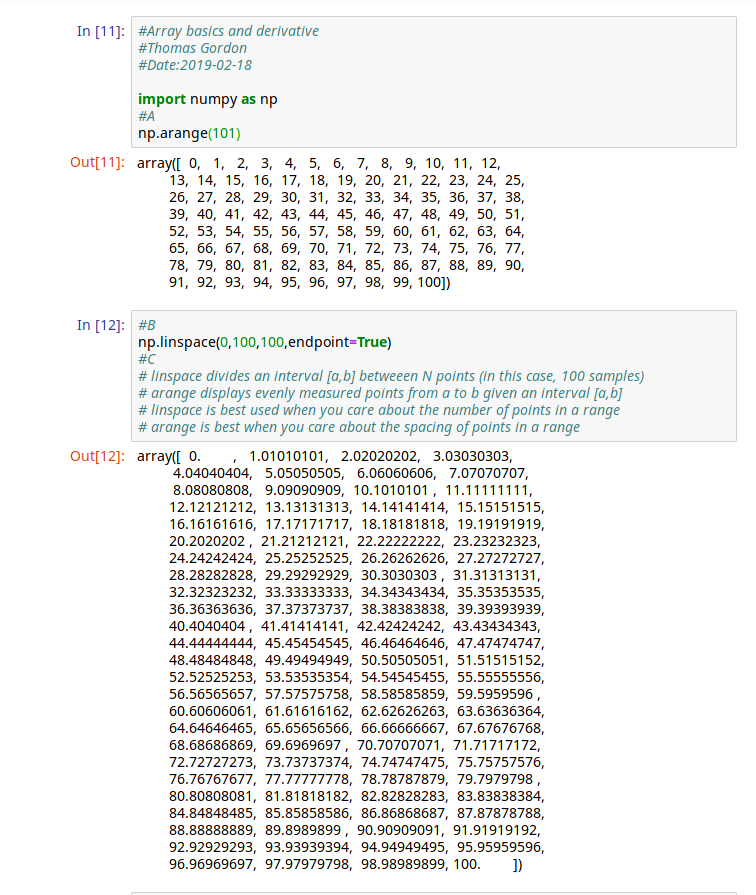 In [11]: #Array basics and derivative
#Thomas Gordon
#Date:2019-02-18
import numpy as np
#A
np.arange(101)
Out[11]: array([  0,   1,   2,   3,   4,   5,   6,   7,   8,   9,  10,  11,  12,
13,  14,  15,  16,  17,  18,  19,  20,  21,  22,  23,  24,  25,
26,  27,  28,  29,  30,  31,  32,  33,  34,  35,  36,  37,  38,
39,  40,  41,  42,  43,  44,  45,  46,  47,  48,  49,  50,  51,
52,  53,  54,  55,  56,  57,  58,  59,  60,  61,  62,  63,  64,
65,  66,  67,  68,  69,  70,  71,  72,  73,  74,  75,  76,  77,
78,  79,  80,  81,  82,  83,  84,  85,  86,  87,  88,  89,  90,
91,  92,  93,  94,  95,  96,  97,  98,  99, 100])
In [12]: #B
np.linspace(0,100,100,endpoint=True)
#C
# linspace divides an interval [a,b] betweeen N points (in this case, 100 samples)
# arange displays evenly measured points from a to b given an interval [a,b]
# linspace is best used when you care about the number of points in a range
# arange is best when you care about the spacing of points in a range
Out[12]: array([  0.        ,   1.01010101,   2.02020202,   3.03030303,
4.04040404,   5.05050505,   6.06060606,   7.07070707,
8.08080808,   9.09090909,  10.1010101 ,  11.11111111,
12.12121212,  13.13131313,  14.14141414,  15.15151515,
16.16161616,  17.17171717,  18.18181818,  19.19191919,
20.2020202 ,  21.21212121,  22.22222222,  23.23232323,
24.24242424,  25.25252525,  26.26262626,  27.27272727,
28.28282828,  29.29292929,  30.3030303 ,  31.31313131,
32.32323232,  33.33333333,  34.34343434,  35.35353535,
36.36363636,  37.37373737,  38.38383838,  39.39393939,
40.4040404 ,  41.41414141,  42.42424242,  43.43434343,
44.44444444,  45.45454545,  46.46464646,  47.47474747,
48.48484848,  49.49494949,  50.50505051,  51.51515152,
52.52525253,  53.53535354,  54.54545455,  55.55555556,
56.56565657,  57.57575758,  58.58585859,  59.5959596 ,
60.60606061,  61.61616162,  62.62626263,  63.63636364,
64.64646465,  65.65656566,  66.66666667,  67.67676768,
68.68686869,  69.6969697 ,  70.70707071,  71.71717172,
72.72727273,  73.73737374,  74.74747475,  75.75757576,
76.76767677,  77.77777778,  78.78787879,  79.7979798 ,
80.80808081,  81.81818182,  82.82828283,  83.83838384,
84.84848485,  85.85858586,  86.86868687,  87.87878788,
88.88888889,  89.8989899 ,  90.90909091,  91.91919192,
92.92929293,  93.93939394,  94.94949495,  95.95959596,
96.96969697,  97.97979798,  98.98989899, 100.        ])